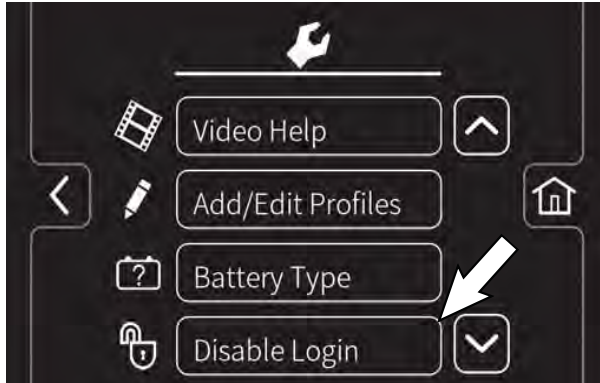 Video Help
Add/Edit Profiles
?
Battery Type
Disable Login